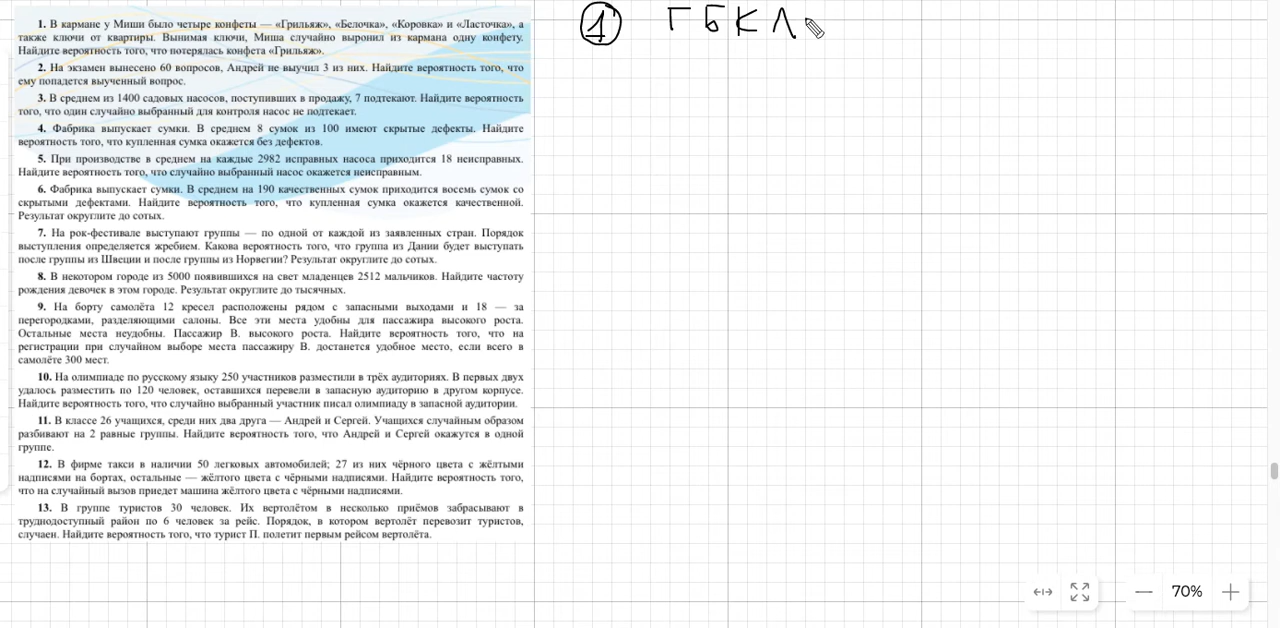 1. В кармане у Миши было четыре конфеты — «Грильяж», «Белочка», «Коровка» и «Ласточка», а
также ключи от квартиры. Вынимая ключи, Миша случайно выронил из кармана одну конфету.
Найдите вероятность того, что потерялась конфета «Грильяж».
2. На экзамен вынесено 60 вопросов, Андрей не выучил 3 из них. Найдите вероятность того, что
ему попадется выученный вопрос.
3. В среднем из 1400 садовых насосов, поступивших в продажу, 7 подтекают. Найдите вероятность
того, что один случайно выбранный для контроля насос не подтекает.
4. Фабрика выпускает сумки. В среднем 8 сумок из 100 имеют скрытые дефекты. Найдите
вероятность того, что купленная сумка окажется без дефектов.
5. При производстве в среднем на каждые 2982 исправных насоса приходится 18 неисправных.
Найдите вероятность того, что случайно выбранный насос окажется неисправным.
6. Фабрика выпускает сумки. В среднем на 190 качественных сумок приходится восемь сумок со
скрытыми дефектами. Найдите вероятность того, что купленная сумка окажется качественной.
Результат округлите до сотых.
7. На рок-фестивале выступают группы — по одной от каждой из заявленных стран. Порядок
выступления определяется жребием. Какова вероятность того, что группа из Дании будет выступать
после группы из Швеции и после группы из Норвегии? Результат округлите до сотых.
8. В некотором городе из 5000 появившихся на свет младенцев 2512 мальчиков. Найдите частоту
рождения девочек в этом городе. Результат округлите до тысячных.
9. На борту самолёта 12 кресел расположены рядом с запасными выходами и 18 — за
перегородками, разделяющими салоны. Все эти места удобны для пассажира высокого роста.
Остальные места неудобны. Пассажир В. высокого роста. Найдите вероятность того, что на
регистрации при случайном выборе места пассажиру В. достанется удобное место, если всего в
самолёте 300 мест.
10. На олимпиаде по русскому языку 250 участников разместили в трёх аудиториях. В первых двух
удалось разместить по 120 человек, оставшихся перевели в запасную аудиторию в другом корпусе.
Найдите вероятность того, что случайно выбранный участник писал олимпиаду в запасной аудитории.
11. В классе 26 учащихся, среди них два друга — Андрей и Сергей. Учащихся случайным образом
разбивают на 2 равные группы. Найдите вероятность того, что Андрей и Сергей окажутся в одной
группе.
12. В фирме такси в наличии 50 легковых автомобилей; 27 из них чёрного цвета с жёлтыми
надписями на бортах, остальные — жёлтого цвета с чёрными надписями. Найдите вероятность того,
что на случайный вызов приедет машина жёлтого цвета с чёрными надписями.
13. В группе туристов 30 человек. Их вертолётом в несколько приёмов забрасывают в
труднодоступный район по 6 человек за рейс. Порядок, в котором вертолёт перевозит туристов,
случаен. Найдите вероятность того, что турист П. полетит первым рейсом вертолёта.
1 Г Б К Л
70%